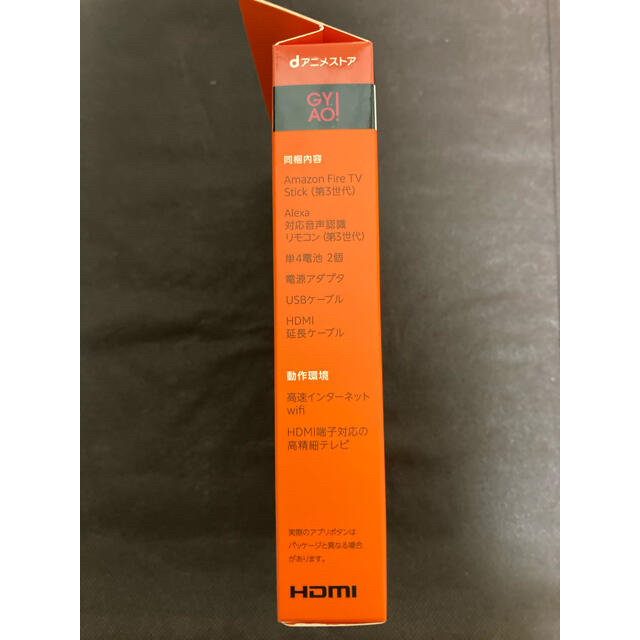 dアニメストア
GY
AO!
同梱内容
Amazon Fire TV
Stick（第3世代）
Alexa
対応音声認識
リモコン（第3世代）
単4電池 2個
電源アダプタ
USBケーブル
HDMI
延長ケーブル
動作環境
高速インターネット
wifi
HDMI端子対応の
高精細テレビ
実際のアプリボタンは
パッケージと異なる場合
があります。
HDMI